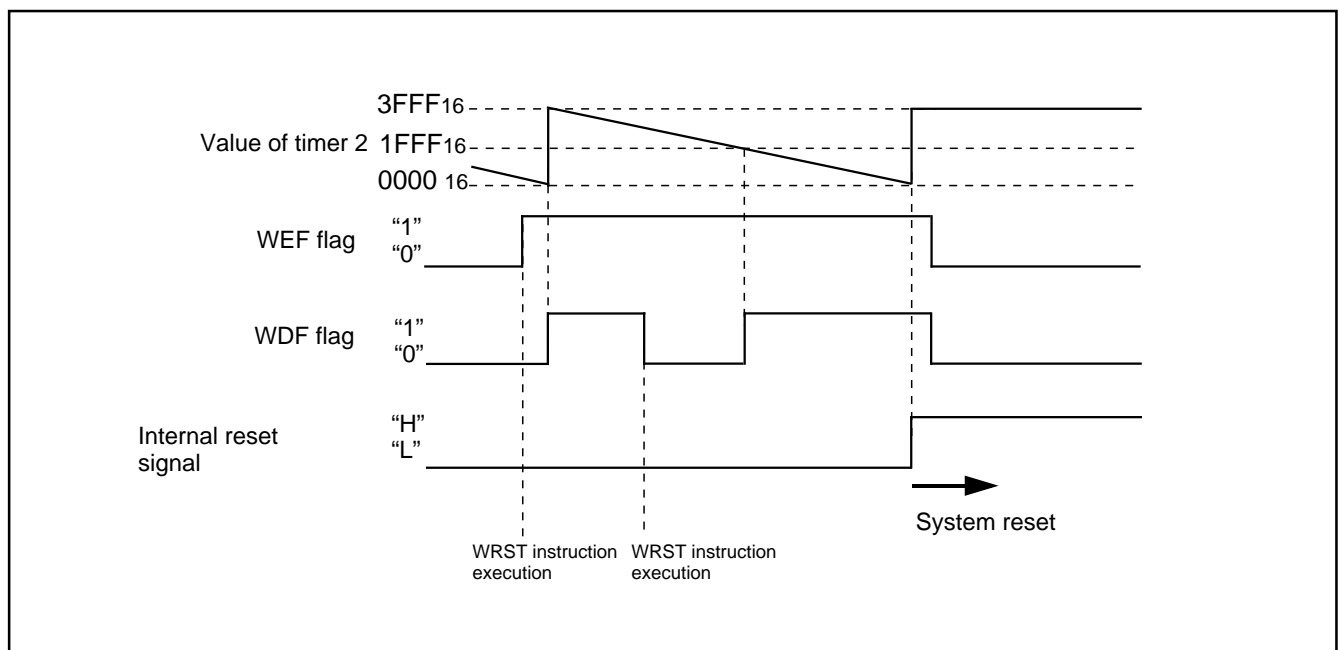 3FFF16
Value of timer 2
1FFF16
0000 16
WEF flag
“1”
“0”
WDF flag
“1”
“0”
Internal reset
signal
“H”
“L”
System reset
WRST instruction
execution
WRST instruction
execution